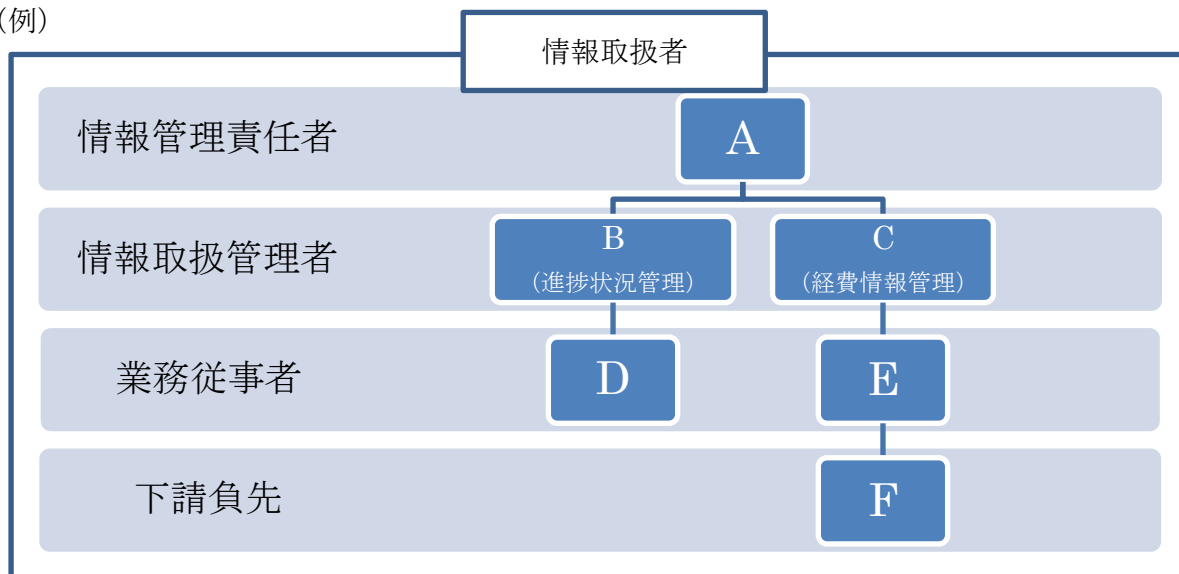 (例)
情報取扱者
情報管理責任者
A
情報取扱管理者
B
(進捗状況管理)
C
(経費情報管理)
業務従事者
D
E
下請負先
F